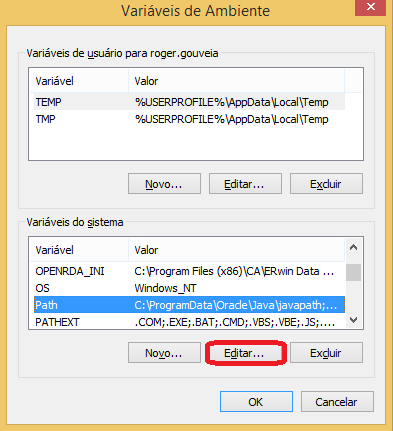 Variáveis de Ambiente
Variáveis de usuário para roger.gouveia
Variável Valor
TEMP %USERPROFILE%\AppData\Local\Temp
TMP %USERPROFILE%\AppData\Local\Temp
Novo... Editar... Excluir
Variáveis do sistema
Variável Valor
OPENRDA_INI C:\Program Files (x86)\CA\ERwin Data ...
OS Windows_NT
Path C:\ProgramData\Oracle\Java\javapath;...
PATHEXT .COM;.EXE;.BAT;.CMD;.VBS;.VBE;.JS;....
Novo... Editar... Excluir
OK Cancelar